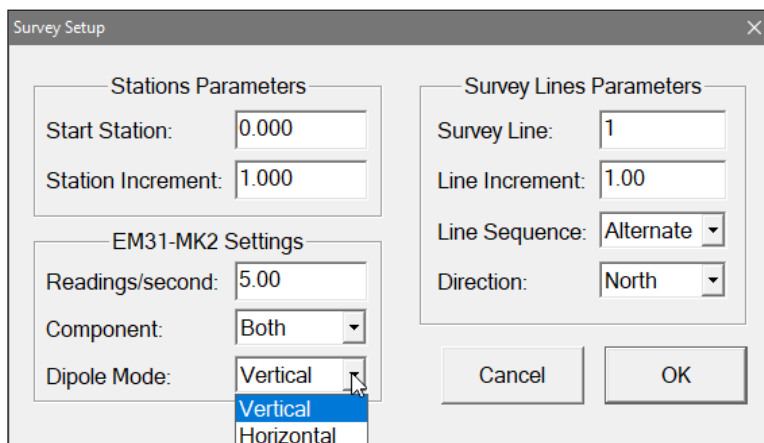 Survey Setup
Stations Parameters
Start Station: 0.000
Station Increment: 1.000
EM31-MK2 Settings
Readings/second: 5.00
Component: Both
Dipole Mode: Vertical
Vertical
Horizontal
Survey Lines Parameters
Survey Line: 1
Line Increment: 1.00
Line Sequence: Alternate
Direction: North
Cancel
OK